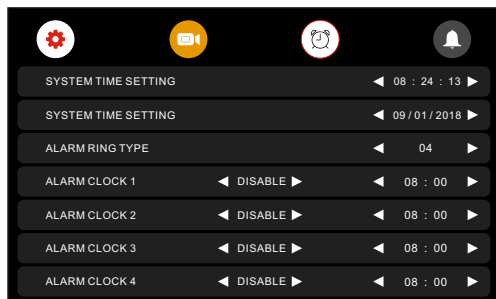 SYSTEM TIME SETTING 08 : 24 : 13
SYSTEM TIME SETTING 09 / 01 / 2018
ALARM RING TYPE 04
ALARM CLOCK 1 DISABLE 08 : 00
ALARM CLOCK 2 DISABLE 08 : 00
ALARM CLOCK 3 DISABLE 08 : 00
ALARM CLOCK 4 DISABLE 08 : 00